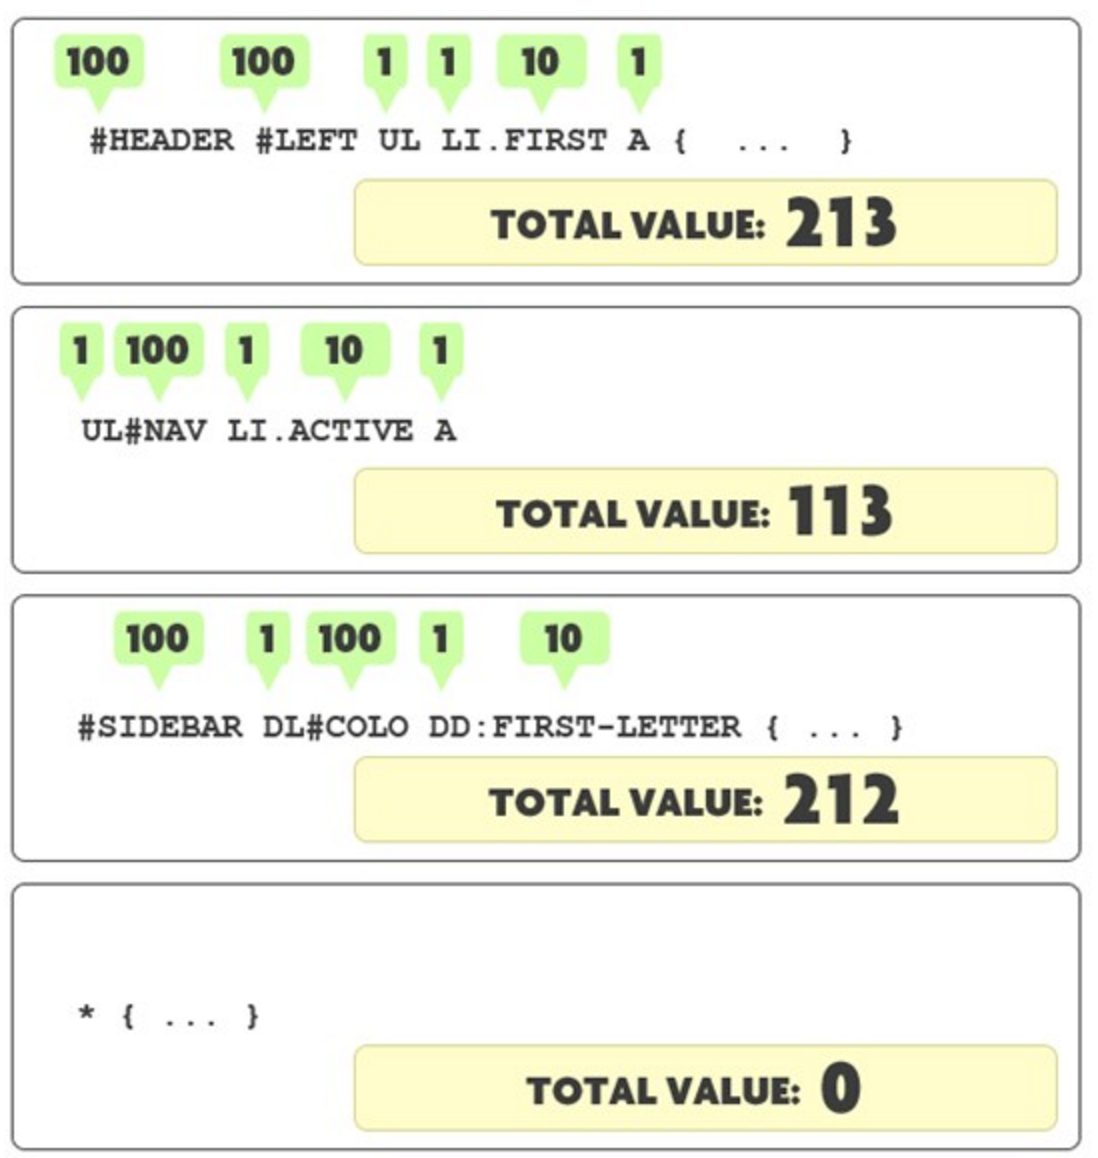 100 100 1 1 10 1
#HEADER #LEFT UL LI.FIRST A { ... }
TOTAL VALUE: 213
1 100 1 10 1
UL#NAV LI.ACTIVE A
TOTAL VALUE: 113
100 1 100 1 10
#SIDEBAR DL#COLO DD:FIRST-LETTER { ... }
TOTAL VALUE: 212
* { ... }
TOTAL VALUE: 0